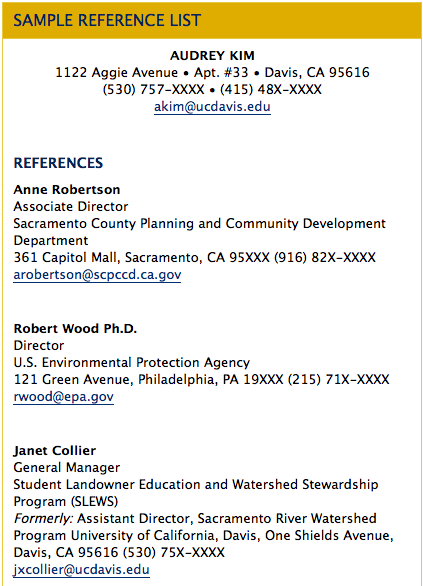 SAMPLE REFERENCE LIST
AUDREY KIM
1122 Aggie Avenue • Apt. #33 • Davis, CA 95616
(530) 757-XXXX • (415) 48X-XXXX
akim@ucdavis.edu
REFERENCES
Anne Robertson
Associate Director
Sacramento County Planning and Community Development
Department
361 Capitol Mall, Sacramento, CA 95XXX (916) 82X-XXXX
arobertson@scpccd.ca.gov
Robert Wood Ph.D.
Director
U.S. Environmental Protection Agency
121 Green Avenue, Philadelphia, PA 19XXX (215) 71X-XXXX
rwood@epa.gov
Janet Collier
General Manager
Student Landowner Education and Watershed Stewardship
Program (SLEWS)
Formerly: Assistant Director, Sacramento River Watershed
Program University of California, Davis, One Shields Avenue,
Davis, CA 95616 (530) 75X-XXXX
jxcollier@ucdavis.edu